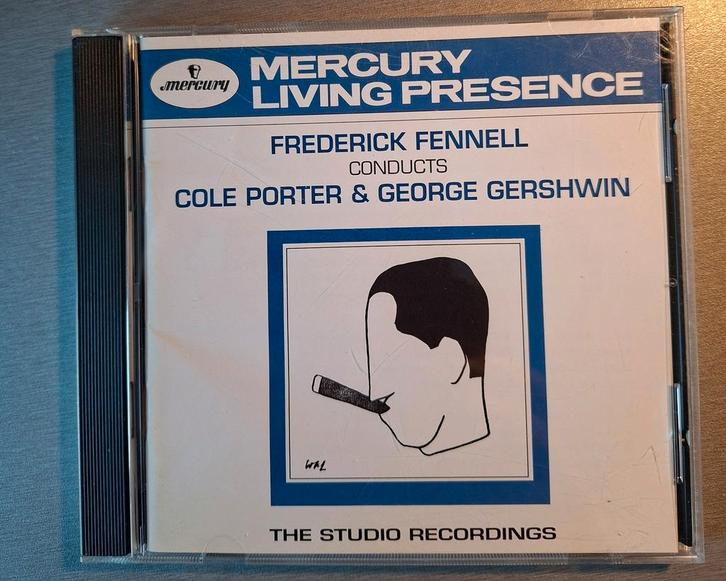 mercury
MERCURY
LIVING PRESENCE
FREDERICK FENNELL
CONDUCTS
COLE PORTER & GEORGE GERSHWIN
THE STUDIO RECORDINGS